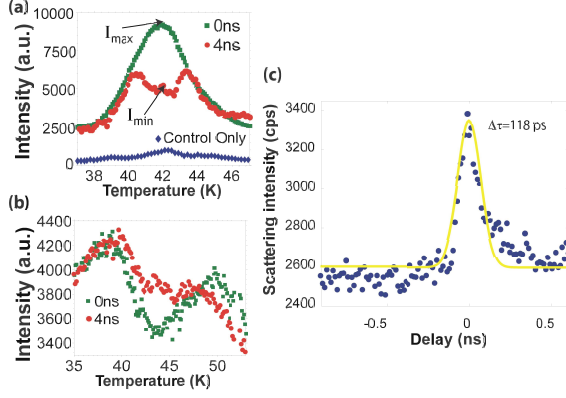 (a)
10000
7500
5000
2500
0
Intensity (a.u.)
I max
I min
0ns
4ns
Control Only
38 40 42 44 46
Temperature (K)
(b)
4400
4200
4000
3800
3600
3400
Intensity (a.u.)
0ns
4ns
35 40 45 50
Temperature (K)
(c)
3400
3200
3000
2800
2600
2400
Scattering intensity (cps)
Δτ=118 ps
-0.5 0 0.5
Delay (ns)